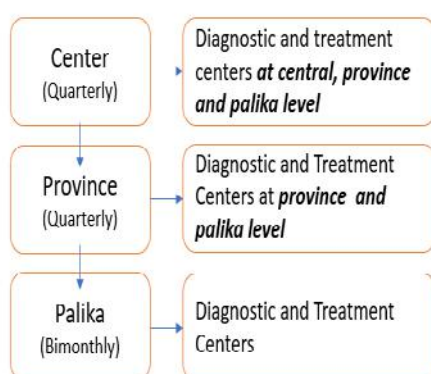 Center
(Quarterly)
Diagnostic and treatment
centers at central, province
and palika level
Province
(Quarterly)
Diagnostic and Treatment
Centers at province and
palika level
Palika
(Bimonthly)
Diagnostic and Treatment
Centers